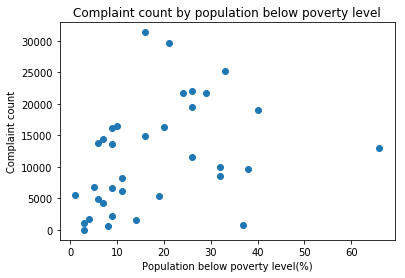 Complaint count by population below poverty level
30000
25000
20000
15000
10000
5000
0
Complaint count
0 10 20 30 40 50 60
Population below poverty level(%)